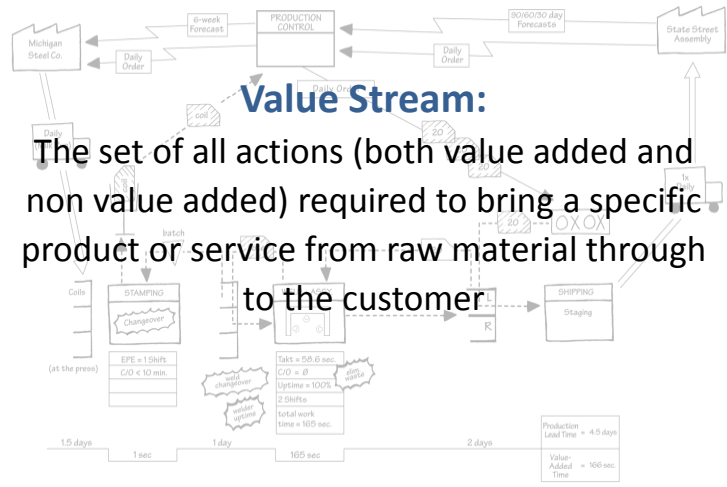 6-week
Forecast
PRODUCTION
CONTROL
90/60/30 day
Forecasts
Michigan
Steel Co.
State Street
Assembly
Daily
Order
Daily
Order
Daily Order
Value Stream:
coil
Daily
20
The set of all actions (both value added and
20
1x
Daily
non value added) required to bring a specific
20
OXOX
product or service from raw material through
batch
to the customer
Coils
STAMPING
L
SHIPPING
Changeover
R
Staging
(at the press)
EPE = 1 Shift
C/O < 10 min.
Takt = 58.6 sec.
C/O = Ø
Uptime = 100%
2 Shifts
total work
time = 165 sec.
weld
changeover
elim
waste
welder
uptime
1.5 days
1 sec
1 day
165 sec
2 days
Production
Lead Time = 4.5 days
Value-
Added = 166 sec.
Time